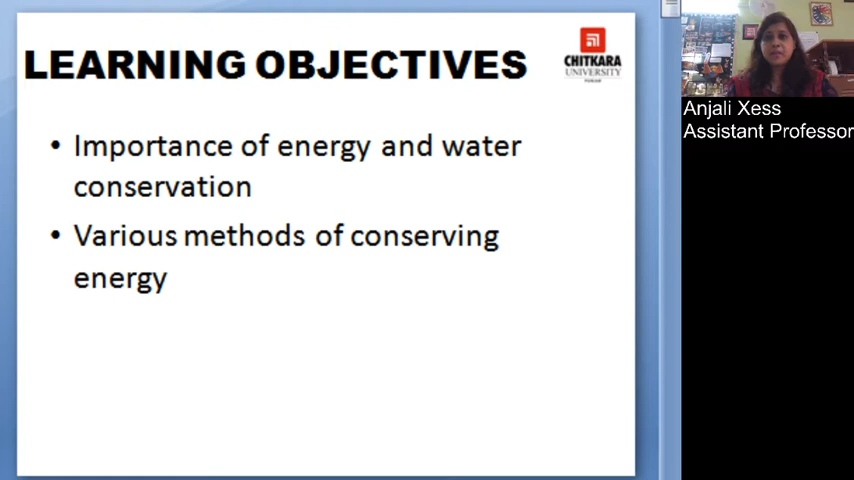 LEARNING OBJECTIVES
CHITKARA
UNIVERSITY
• Importance of energy and water
conservation
• Various methods of conserving
energy
Anjali Xess
Assistant Professor